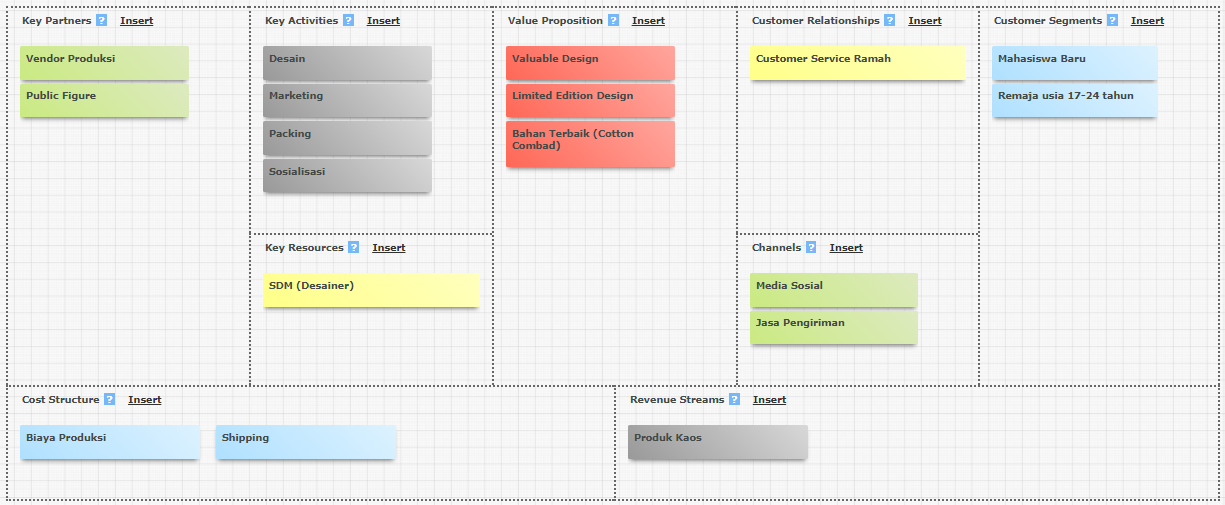 Key Partners ? Insert
Vendor Produksi
Public Figure
Key Activities ? Insert
Desain
Marketing
Packing
Sosialisasi
Key Resources ? Insert
SDM (Desainer)
Value Proposition ? Insert
Valuable Design
Limited Edition Design
Bahan Terbaik (Cotton
Combad)
Customer Relationships ? Insert
Customer Service Ramah
Channels ? Insert
Media Sosial
Jasa Pengiriman
Customer Segments ? Insert
Mahasiswa Baru
Remaja usia 17-24 tahun
Cost Structure ? Insert
Biaya Produksi
Shipping
Revenue Streams ? Insert
Produk Kaos